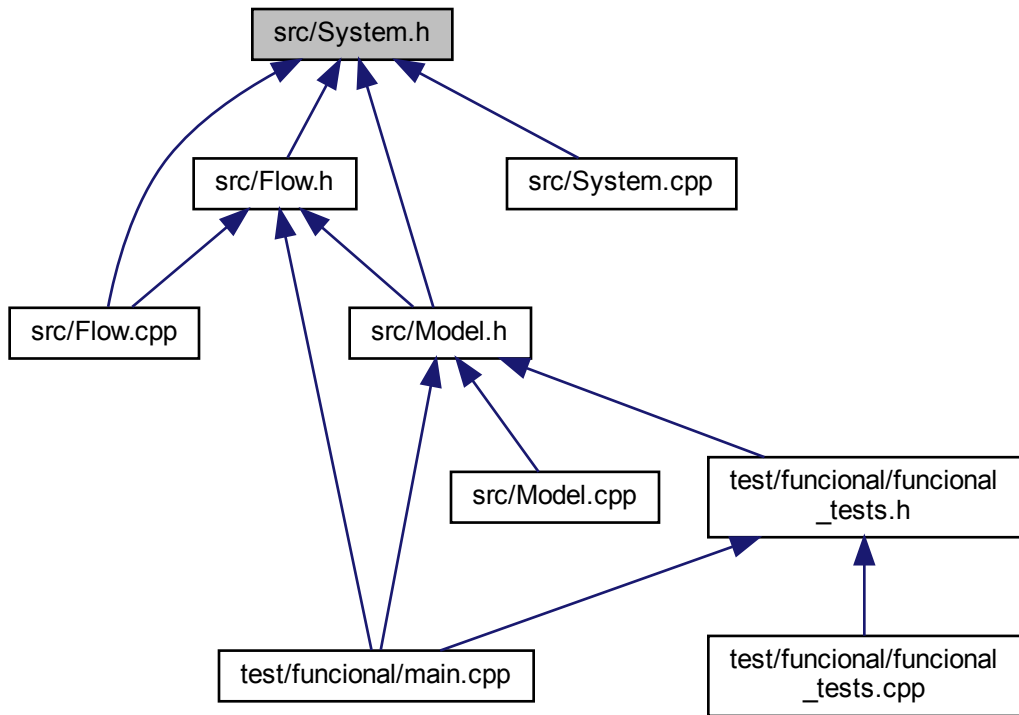 src/System.h
src/Flow.h
src/System.cpp
src/Flow.cpp
src/Model.h
src/Model.cpp
test/funcional/funcional
_tests.h
test/funcional/main.cpp
test/funcional/funcional
_tests.cpp